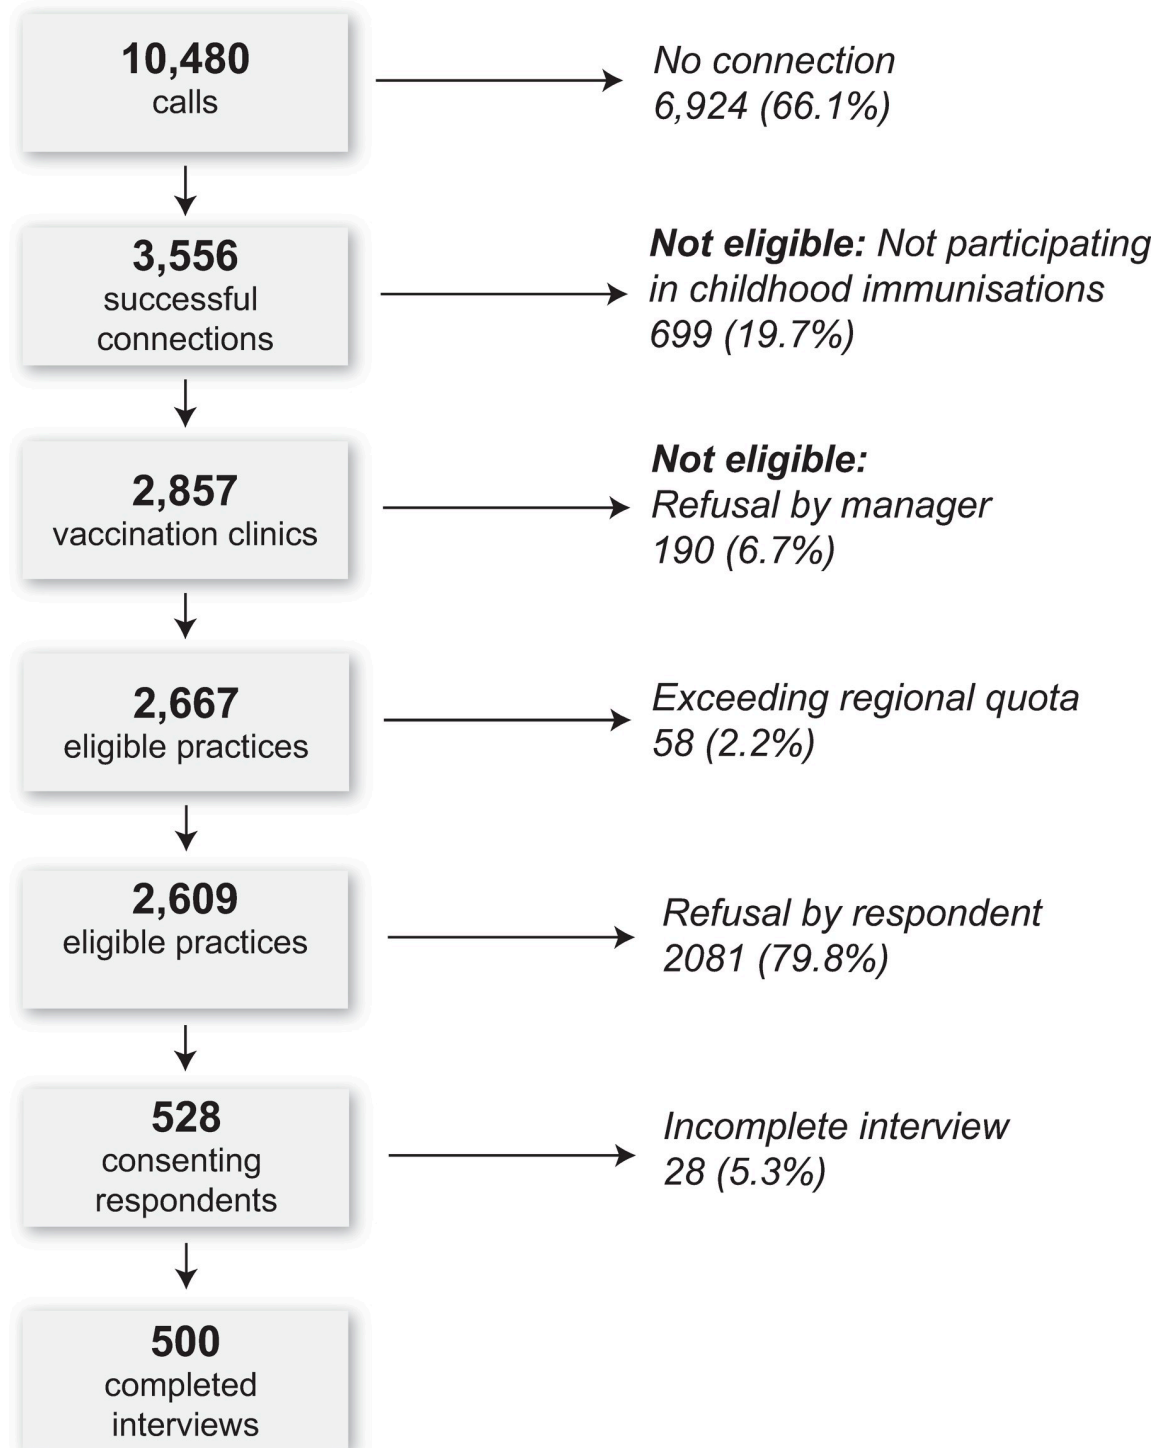 10,480
calls
No connection
6,924 (66.1%)
3,556
successful
connections
Not eligible: Not participating
in childhood immunisations
699 (19.7%)
2,857
vaccination clinics
Not eligible:
Refusal by manager
190 (6.7%)
2,667
eligible practices
Exceeding regional quota
58 (2.2%)
2,609
eligible practices
Refusal by respondent
2081 (79.8%)
528
consenting
respondents
Incomplete interview
28 (5.3%)
500
completed
interviews